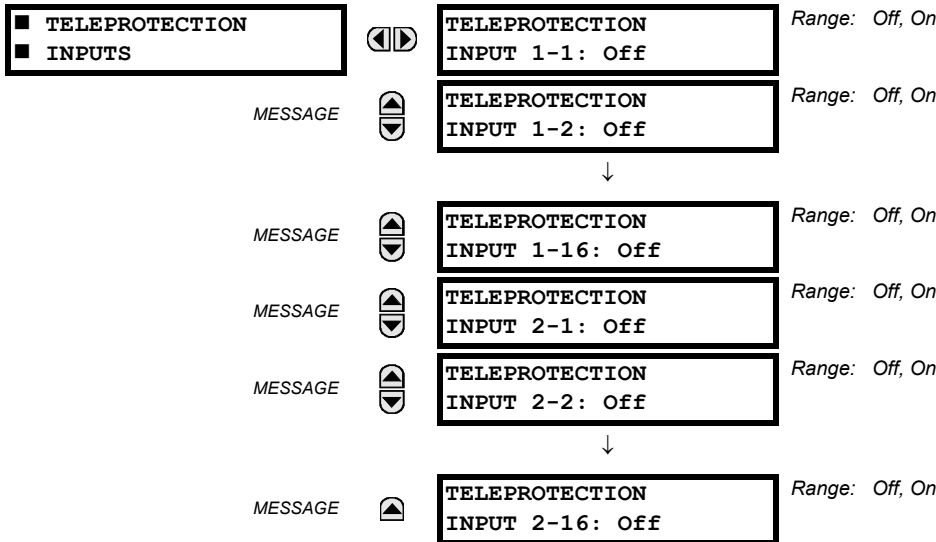 ■ TELEPROTECTION
■ INPUTS
TELEPROTECTION
INPUT 1-1: Off
Range: Off, On
MESSAGE
TELEPROTECTION
INPUT 1-2: Off
Range: Off, On
↓
MESSAGE
TELEPROTECTION
INPUT 1-16: Off
Range: Off, On
MESSAGE
TELEPROTECTION
INPUT 2-1: Off
Range: Off, On
MESSAGE
TELEPROTECTION
INPUT 2-2: Off
Range: Off, On
↓
MESSAGE
TELEPROTECTION
INPUT 2-16: Off
Range: Off, On